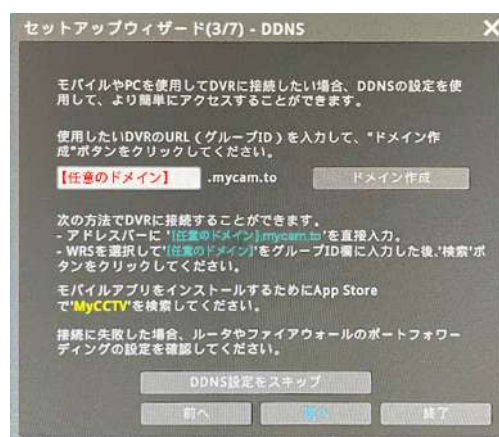 セットアップウィザード(3/7) - DDNS
モバイルやPCを使用してDVRに接続したい場合、DDNSの設定を使
用して、より簡単にアクセスすることができます。
使用したいDVRのURL（グループID）を入力して、"ドメイン作
成"ボタンをクリックしてください。
【任意のドメイン】 .mycam.to ドメイン作成
次の方法でDVRに接続することができます。
- アドレスバーに '[任意のドメイン].mycam.to'を直接入力。
- WRSを選択して'[任意のドメイン]'をグループID欄に入力した後,'検索'ボ
タンをクリックしてください。
モバイルアプリをインストールするためにApp Store
で'MyCCTV'を検索してください。
接続に失敗した場合、ルータやファイアウォールのポートフォワー
ディングの設定を確認してください。
DDNS設定をスキップ
前へ 次へ 終了